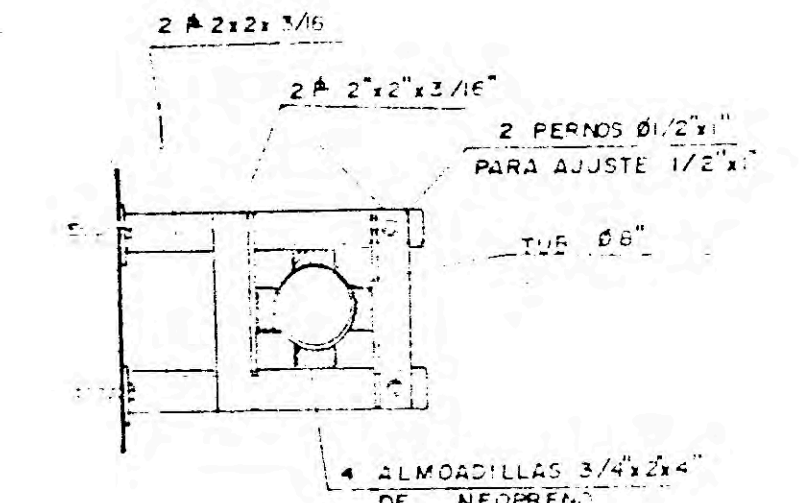 2 2x2x 3/16
2 2"x2"x3/16"
2 PERNOS Ø1/2"x1"
PARA AJUSTE 1/2"x1"
TUB Ø8"
4 ALMOADILLAS 3/4"x2"x4"
DE NEOPRENO